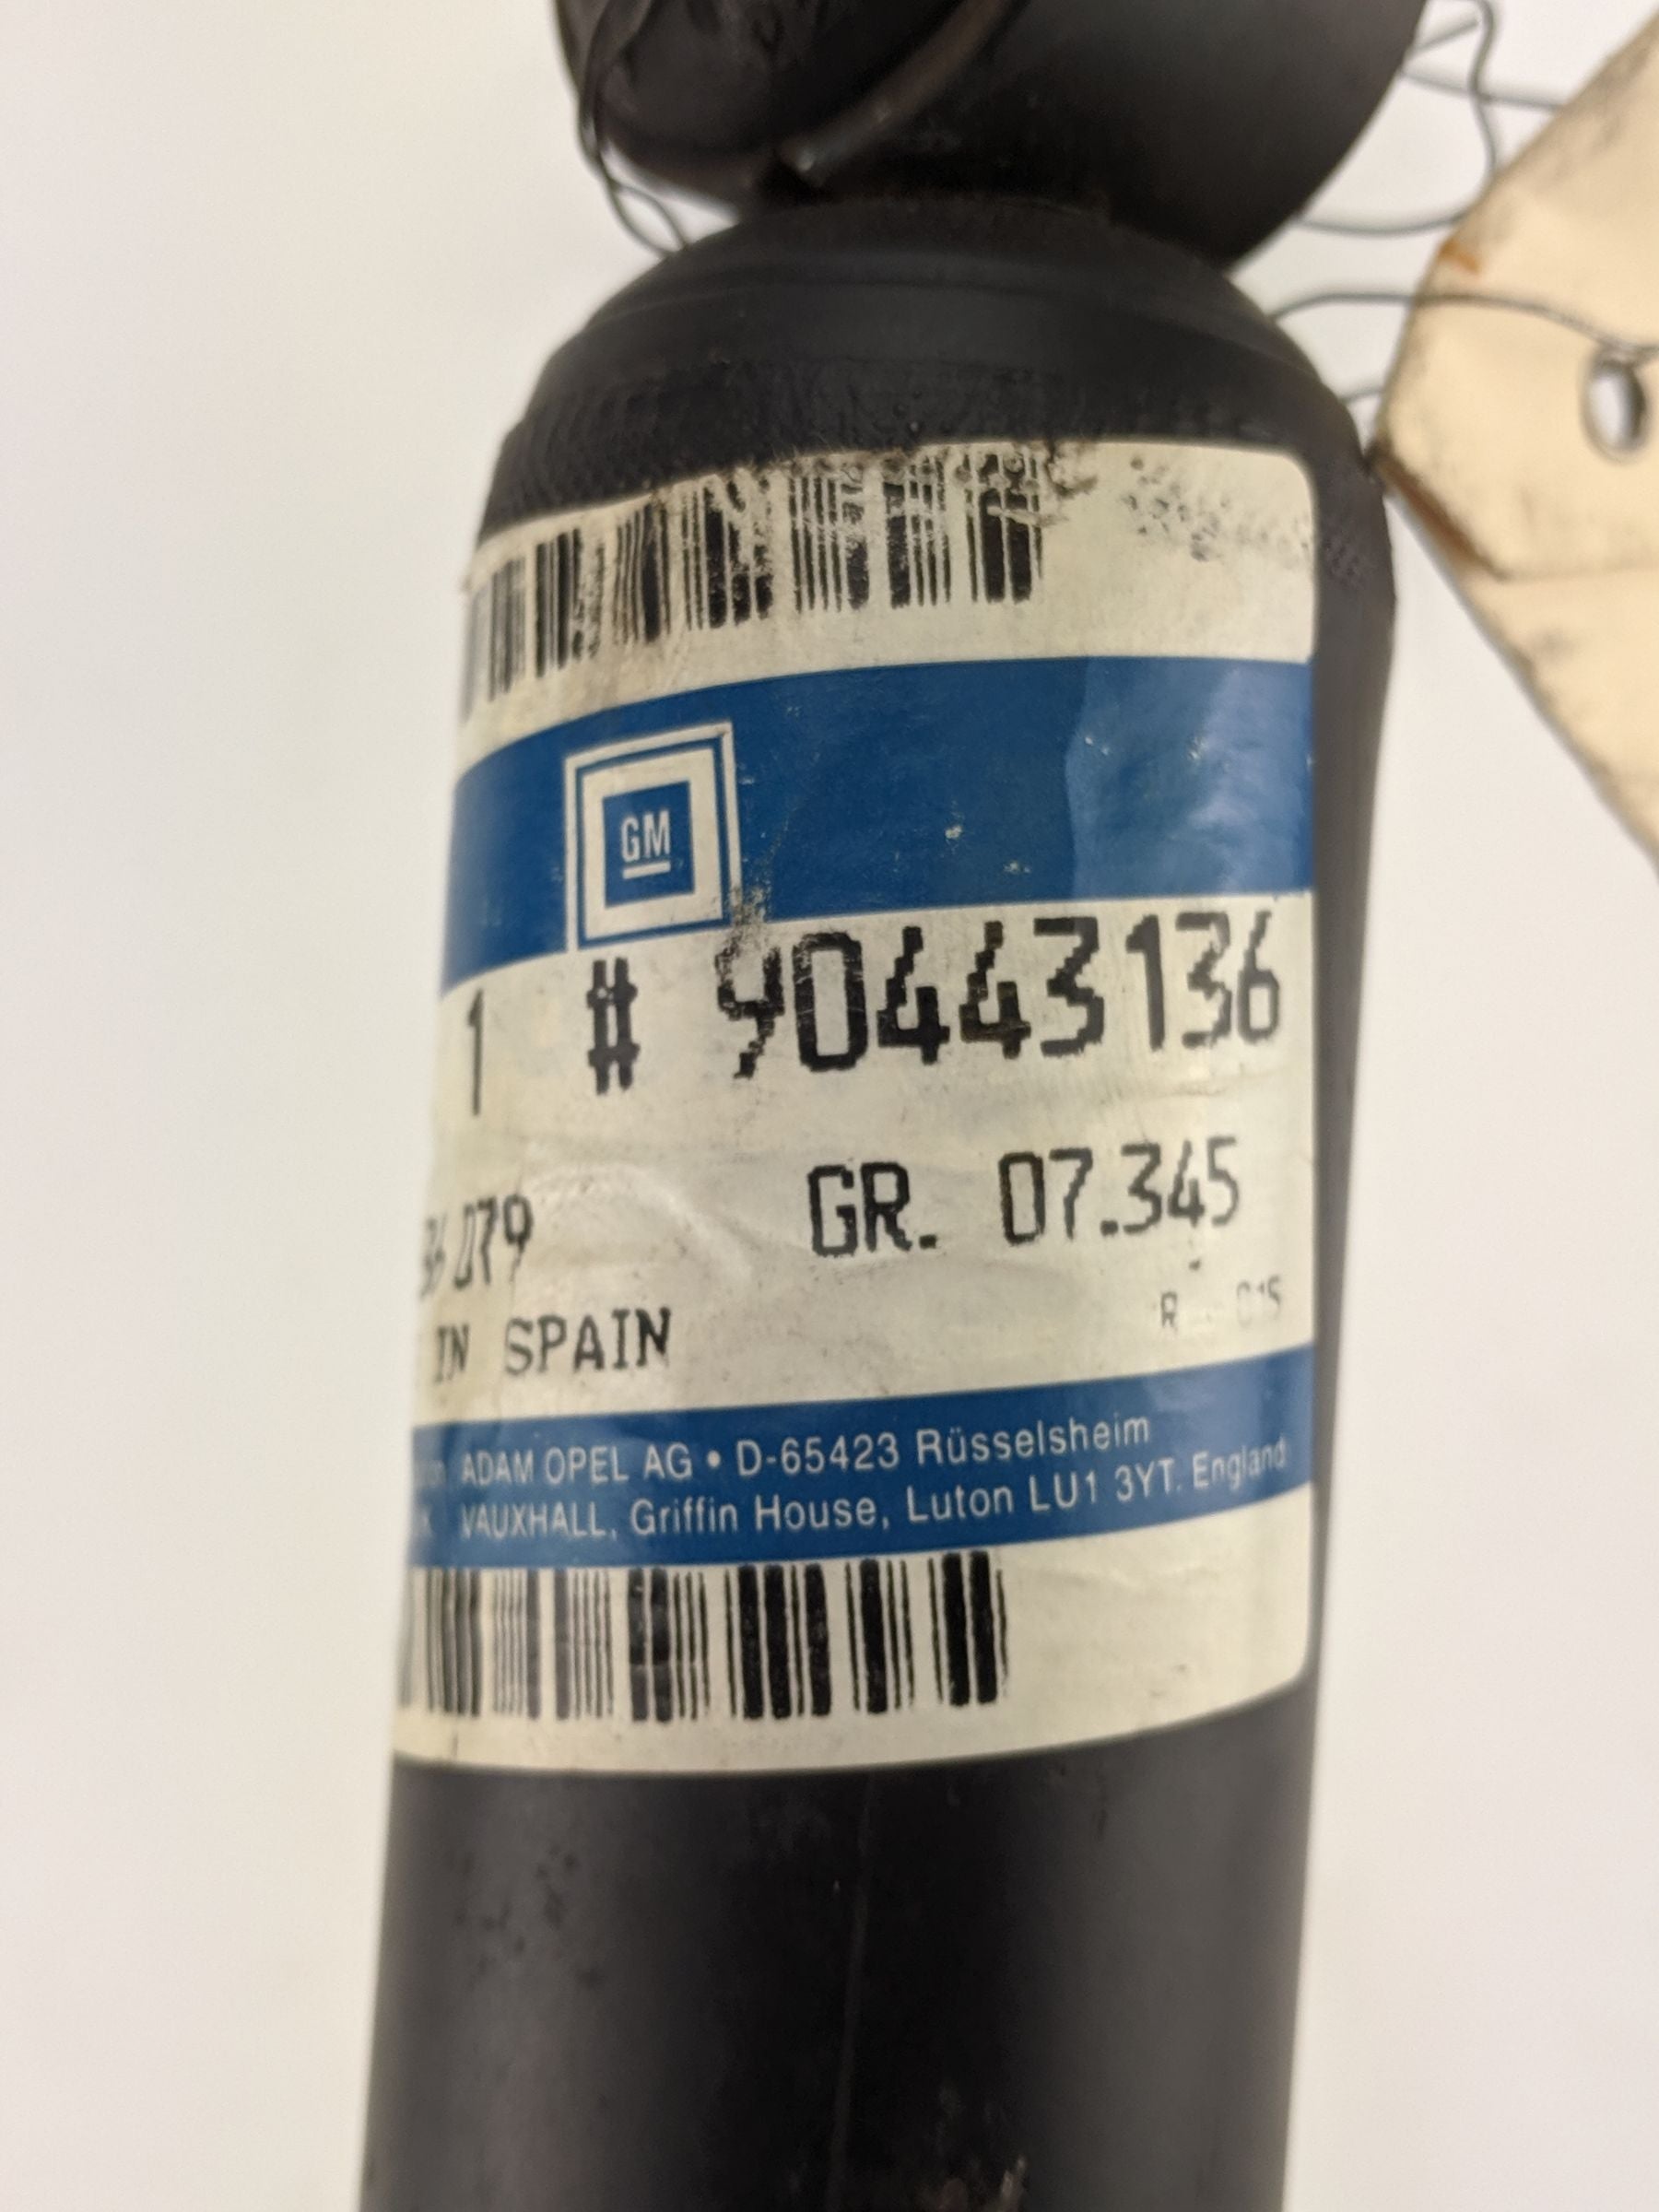 GM
1 # 90443136
079 GR. 07.345
IN SPAIN
R
ADAM OPEL AG • D-65423 Rüsselsheim
VAUXHALL, Griffin House, Luton LU1 3YT. England